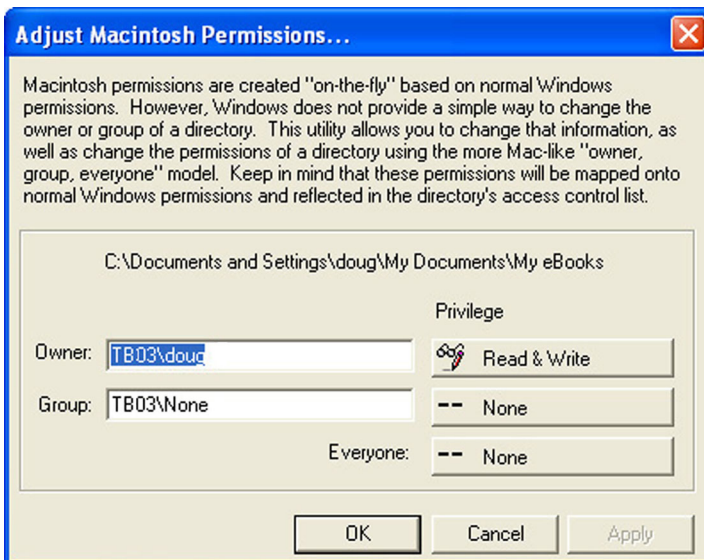 Adjust Macintosh Permissions...
Macintosh permissions are created "on-the-fly" based on normal Windows
permissions.  However, Windows does not provide a simple way to change the
owner or group of a directory.  This utility allows you to change that information, as
well as change the permissions of a directory using the more Mac-like "owner,
group, everyone" model.  Keep in mind that these permissions will be mapped onto
normal Windows permissions and reflected in the directory's access control list.
C:\Documents and Settings\doug\My Documents\My eBooks
Privilege
Owner: TB03\doug Read & Write
Group: TB03\None -- None
Everyone: -- None
OK Cancel Apply